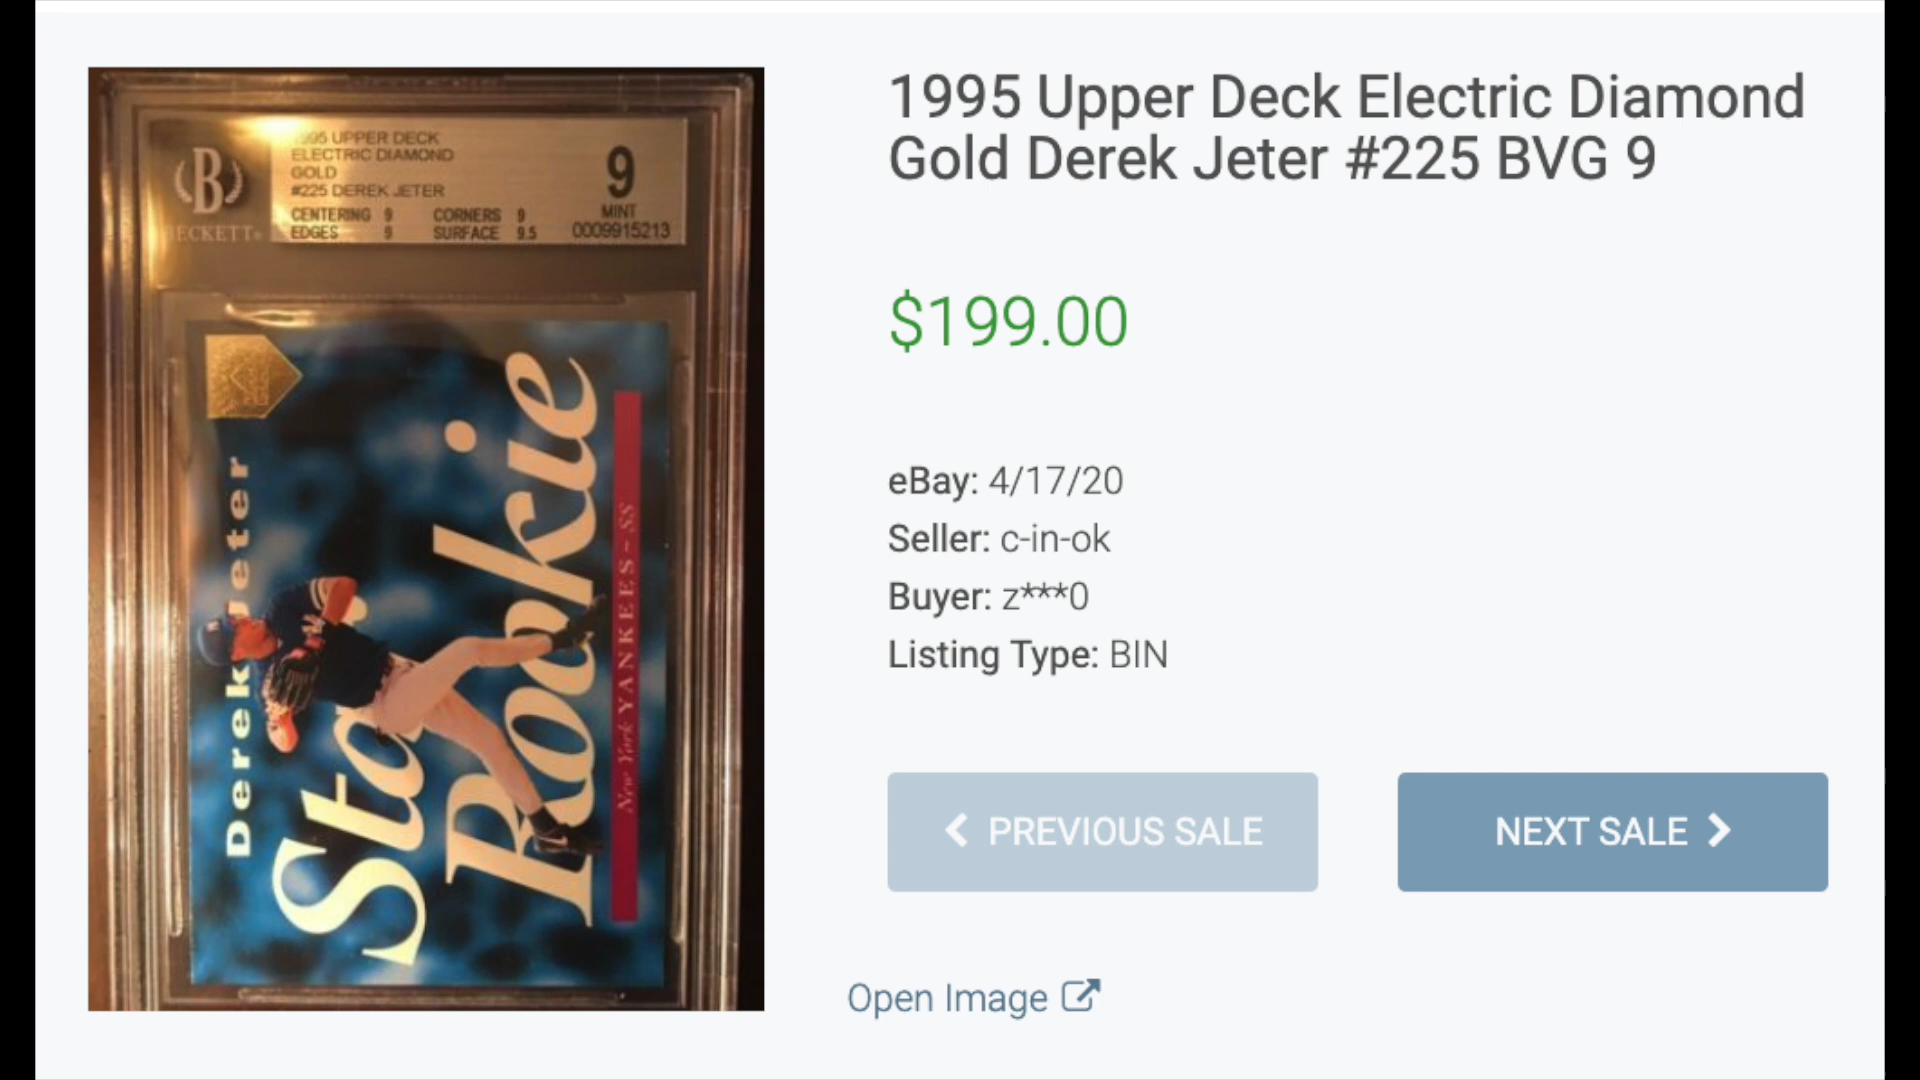 1995 UPPER DECK
ELECTRIC DIAMOND
GOLD
#225 DEREK JETER
CENTERING 9 CORNERS 9
EDGES 9 SURFACE 9.5
9
MINT
0009915213
B
BECKETT
Derek Jeter
Star
Rookie
New York YANKEES - SS
1995 Upper Deck Electric Diamond
Gold Derek Jeter #225 BVG 9
$199.00
eBay: 4/17/20
Seller: c-in-ok
Buyer: z***0
Listing Type: BIN
PREVIOUS SALE
NEXT SALE
Open Image